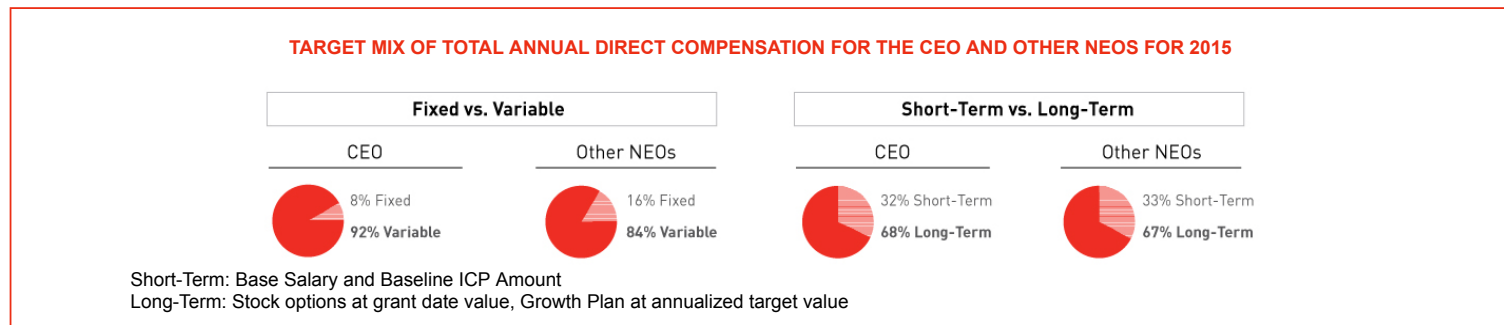 TARGET MIX OF TOTAL ANNUAL DIRECT COMPENSATION FOR THE CEO AND OTHER NEOS FOR 2015
Fixed vs. Variable
CEO
8% Fixed
92% Variable
Other NEOs
16% Fixed
84% Variable
Short-Term vs. Long-Term
CEO
32% Short-Term
68% Long-Term
Other NEOs
33% Short-Term
67% Long-Term
Short-Term: Base Salary and Baseline ICP Amount
Long-Term: Stock options at grant date value, Growth Plan at annualized target value